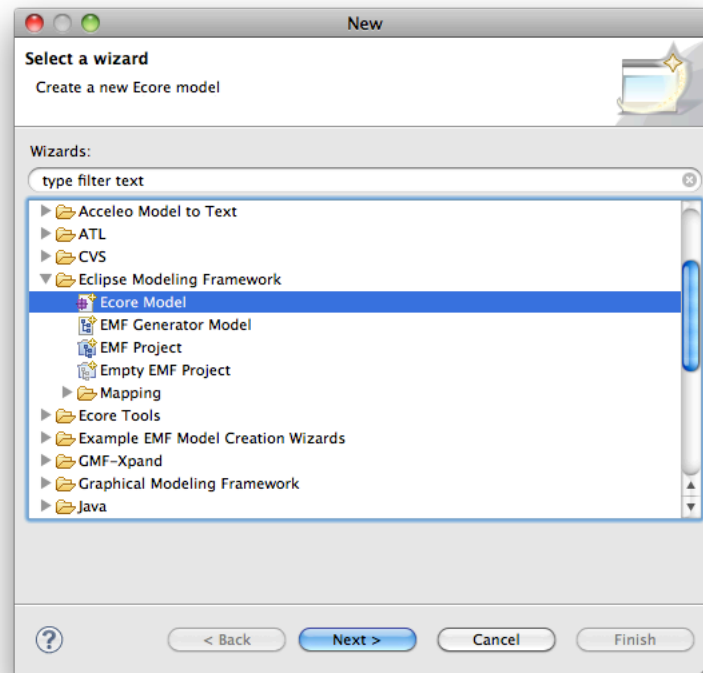 New
Select a wizard
Create a new Ecore model
Wizards:
type filter text
Acceleo Model to Text
ATL
CVS
Eclipse Modeling Framework
Ecore Model
EMF Generator Model
EMF Project
Empty EMF Project
Mapping
Ecore Tools
Example EMF Model Creation Wizards
GMF-Xpand
Graphical Modeling Framework
Java
? < Back Next > Cancel Finish